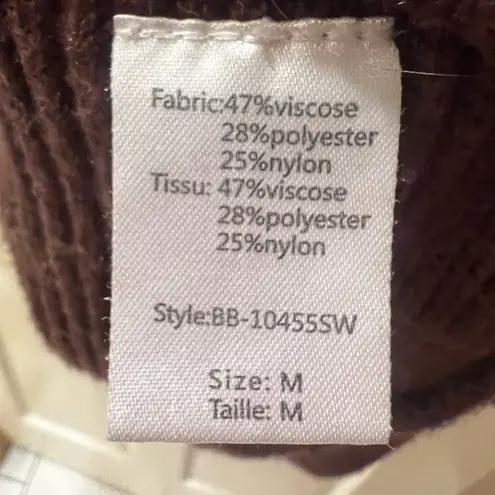 Fabric:47%viscose
28%polyester
25%nylon
Tissu: 47%viscose
28%polyester
25%nylon
Style:BB-10455SW
Size: M
Taille: M